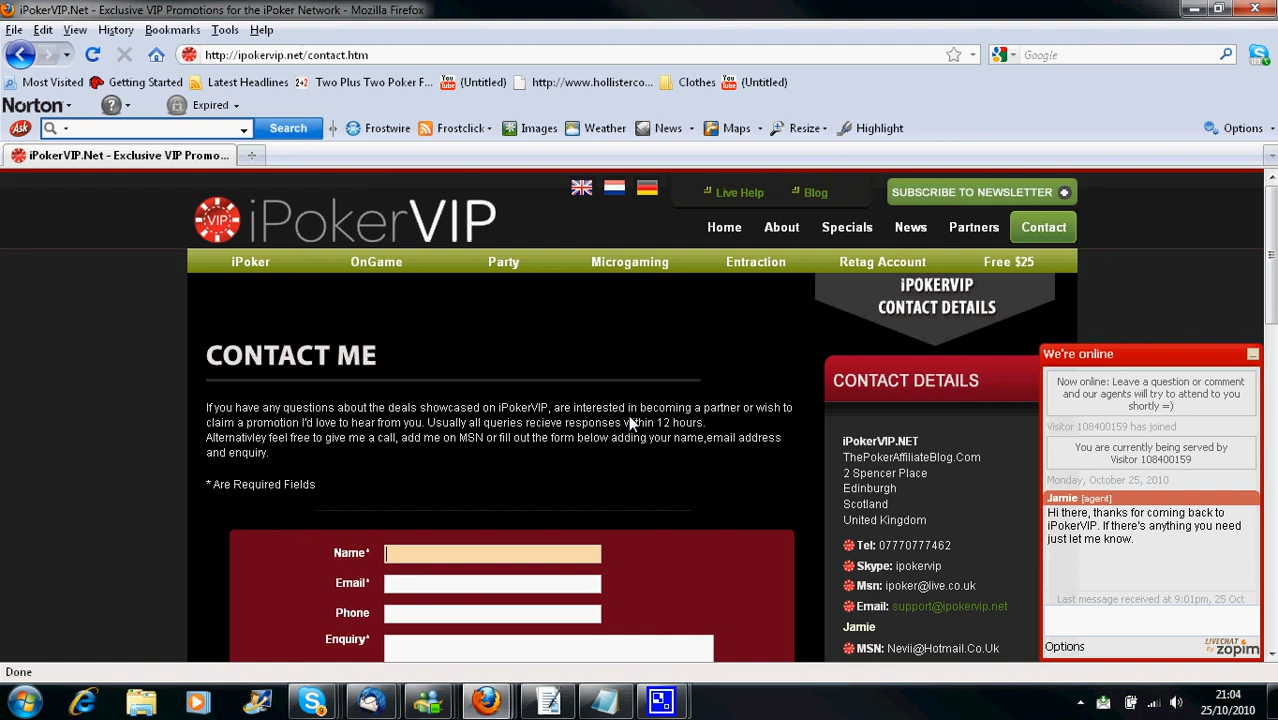 iPokerVIP.Net - Exclusive VIP Promotions for the iPoker Network - Mozilla Firefox
File Edit View History Bookmarks Tools Help
http://ipokervip.net/contact.htm
Google
Most Visited Getting Started Latest Headlines 2+2 Two Plus Two Poker F... You Tube (Untitled) http://www.hollisterco... Clothes You Tube (Untitled)
Norton Expired
Ask Search Frostwire Frostclick Images Weather News Maps Resize Highlight Options
iPokerVIP.Net - Exclusive VIP Promo...
Live Help Blog SUBSCRIBE TO NEWSLETTER
VIP iPokerVIP
Home About Specials News Partners Contact
iPoker OnGame Party Microgaming Entraction Retag Account Free $25
iPOKERVIP
CONTACT DETAILS
CONTACT ME
If you have any questions about the deals showcased on iPokerVIP, are interested in becoming a partner or wish to
claim a promotion I'd love to hear from you. Usually all queries recieve responses within 12 hours.
Alternativley feel free to give me a call, add me on MSN or fill out the form below adding your name,email address
and enquiry.
* Are Required Fields
Name*
Email*
Phone
Enquiry*
CONTACT DETAILS
iPokerVIP.NET
ThePokerAffiliateBlog.Com
2 Spencer Place
Edinburgh
Scotland
United Kingdom
Tel: 07770777462
Skype: ipokervip
Msn: ipoker@live.co.uk
Email: support@ipokervip.net
Jamie
MSN: Nevii@Hotmail.Co.Uk
We're online
Now online: Leave a question or comment
and our agents will try to attend to you
shortly =)
Visitor 108400159 has joined
You are currently being served by
Visitor 108400159
Monday, October 25, 2010
Jamie [agent]
Hi there, thanks for coming back to
iPokerVIP. If there's anything you need
just let me know.
Last message received at 9:01pm, 25 Oct
Options LIVECHAT by zopim
Done
21:04
25/10/2010